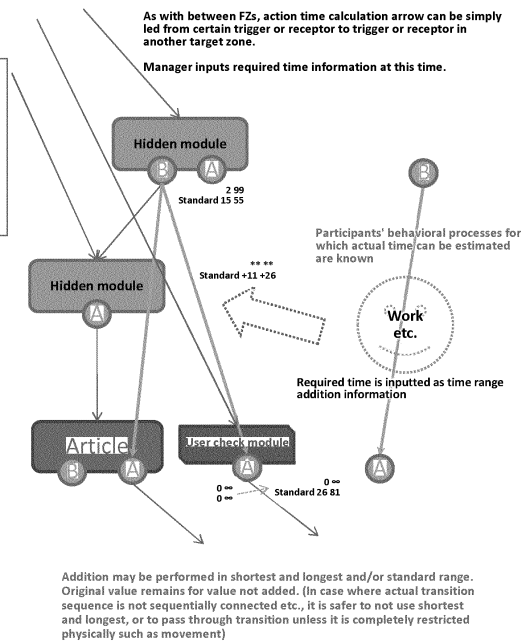 As with between FZs, action time calculation arrow can be simply
led from certain trigger or receptor to trigger or receptor in
another target zone.
Manager inputs required time information at this time.
Hidden module
B
A
2 99
Standard 15 55
B
Participants' behavioral processes for
which actual time can be estimated
are known
** **
Standard +11 +26
Hidden module
A
Work
etc.
Required time is inputted as time range
addition information
Article
B
A
User check module
A
A
0 ∞
0 ∞
0 ∞
Standard 26 81
Addition may be performed in shortest and longest and/or standard range.
Original value remains for value not added. (In case where actual transition
sequence is not sequentially connected etc., it is safer to not use shortest
and longest, or to pass through transition unless it is completely restricted
physically such as movement)